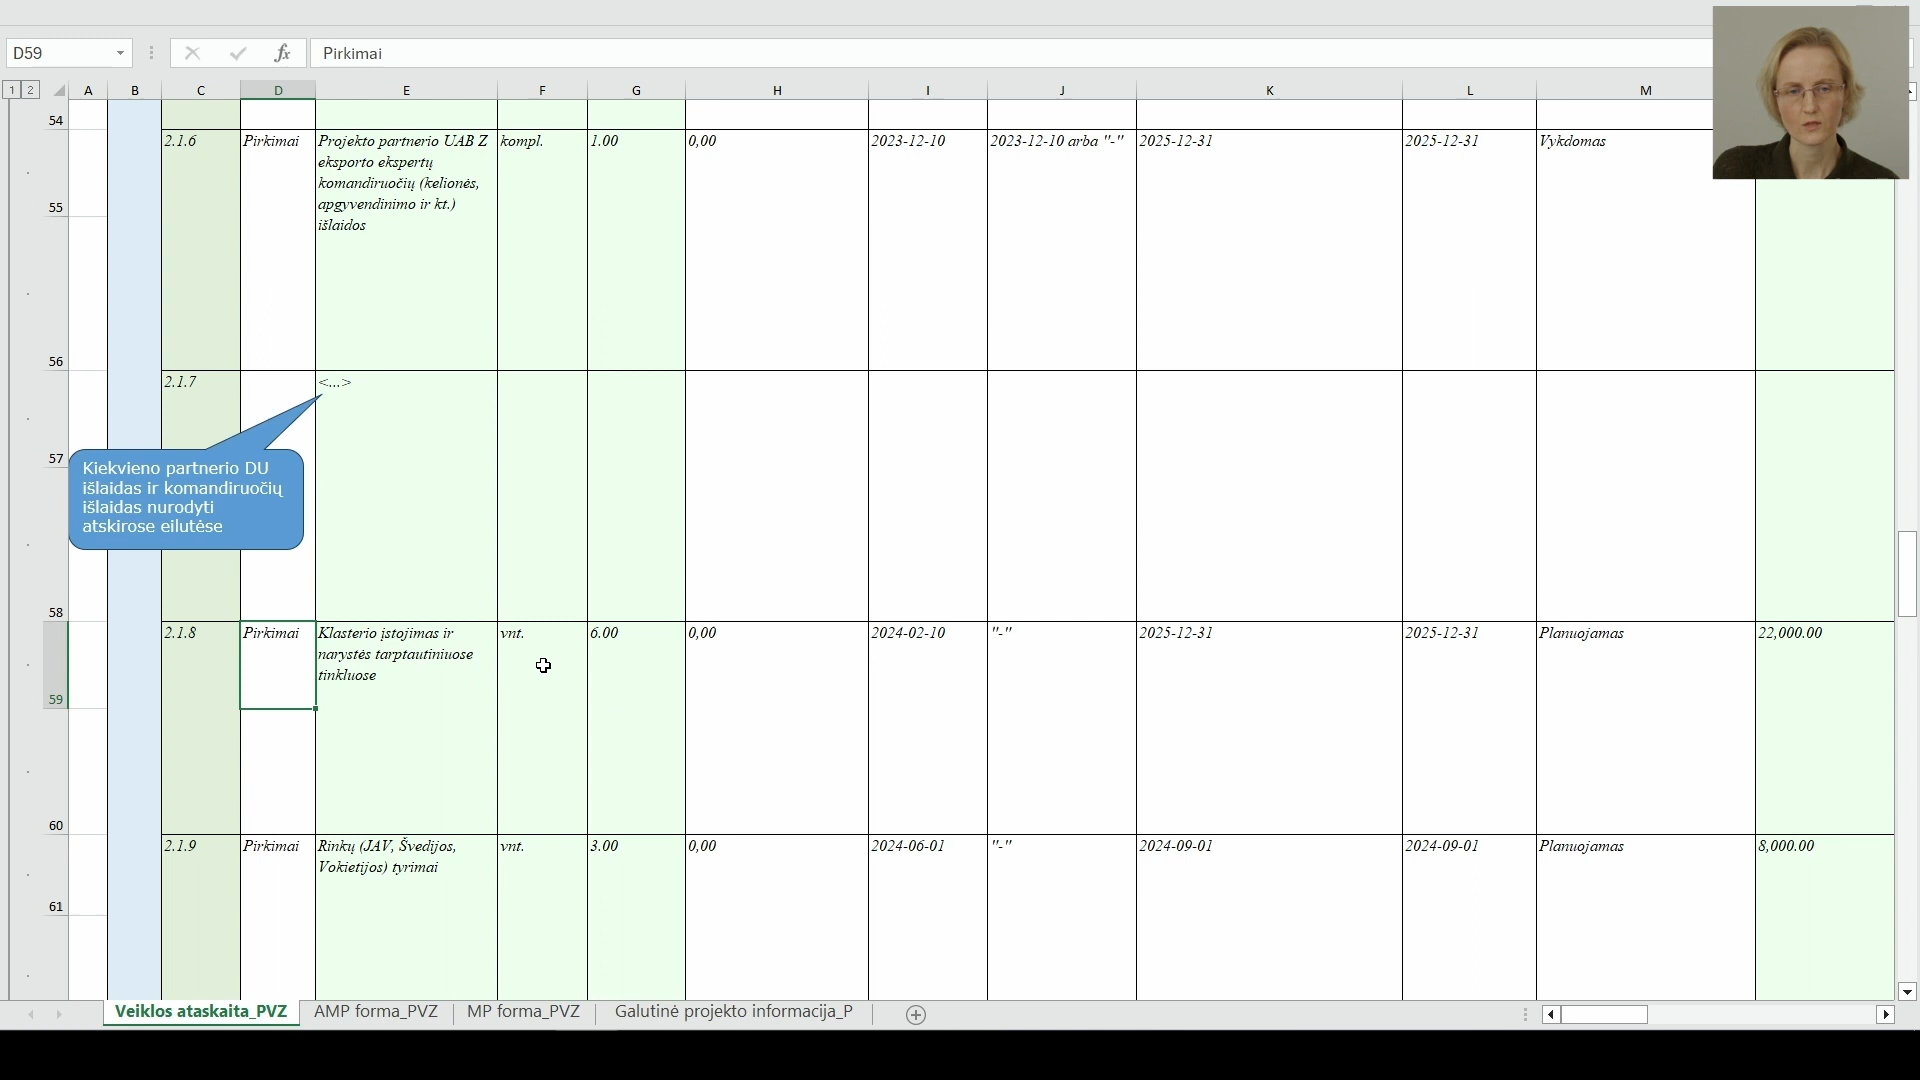 D59
Pirkimai
1 2
A B C D E F G H I J K L M
54
2.1.6 Pirkimai Projekto partnerio UAB Z kompl. 1.00 0,00 2023-12-10 2023-12-10 arba "-" 2025-12-31 2025-12-31 Vykdomas
eksporto ekspertų
komandiruočių (kelionės,
apgyvendinimo ir kt.)
išlaidos
55
56
2.1.7 <...>
57
Kiekvieno partnerio DU
išlaidas ir komandiruočių
išlaidas nurodyti
atskirose eilutėse
58
2.1.8 Pirkimai Klasterio įstojimas ir vnt. 6.00 0,00 2024-02-10 "-" 2025-12-31 2025-12-31 Planuojamas 22,000.00
narystės tarptautiniuose
tinkluose
59
60
2.1.9 Pirkimai Rinkų (JAV, Švedijos, vnt. 3.00 0,00 2024-06-01 "-" 2024-09-01 2024-09-01 Planuojamas 8,000.00
Vokietijos) tyrimai
61
Veiklos ataskaita_PVZ AMP forma_PVZ MP forma_PVZ Galutinė projekto informacija_P